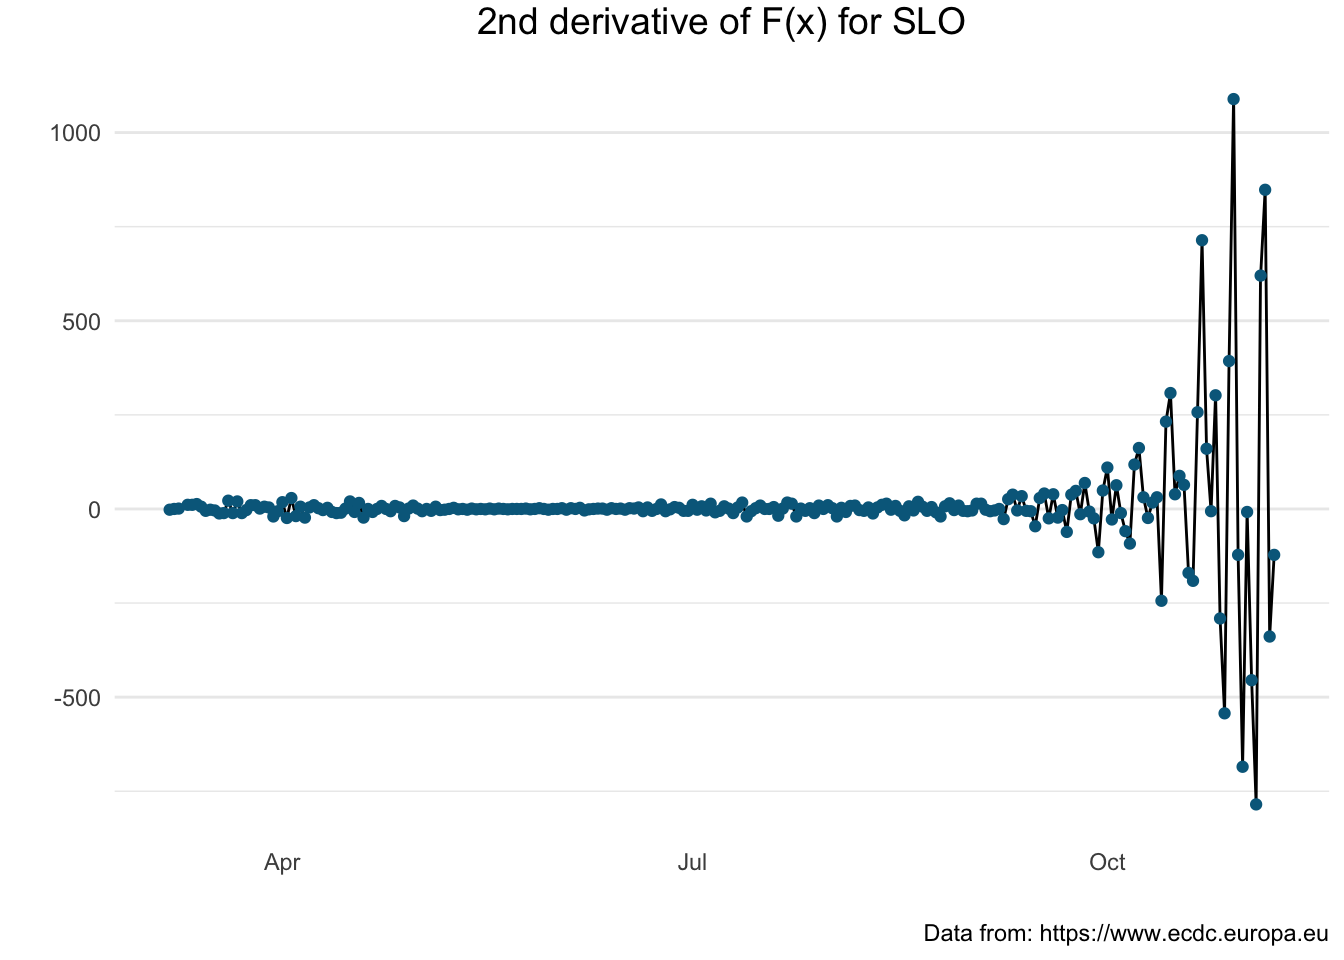 2nd derivative of F(x) for SLO
1000
500
0
-500
Apr Jul Oct
Data from: https://www.ecdc.europa.eu